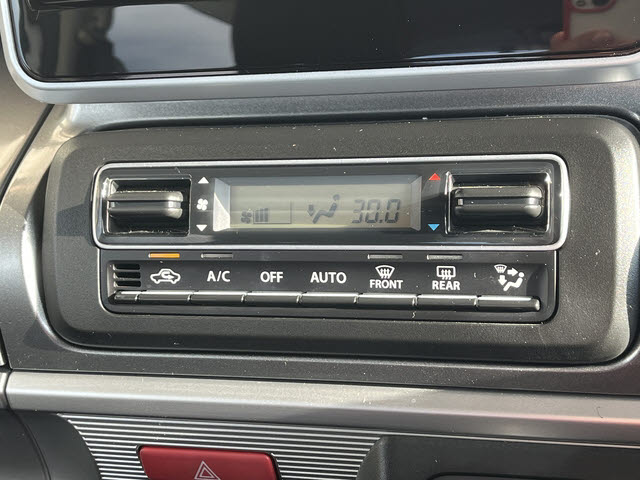 30.0
A/C OFF AUTO FRONT REAR